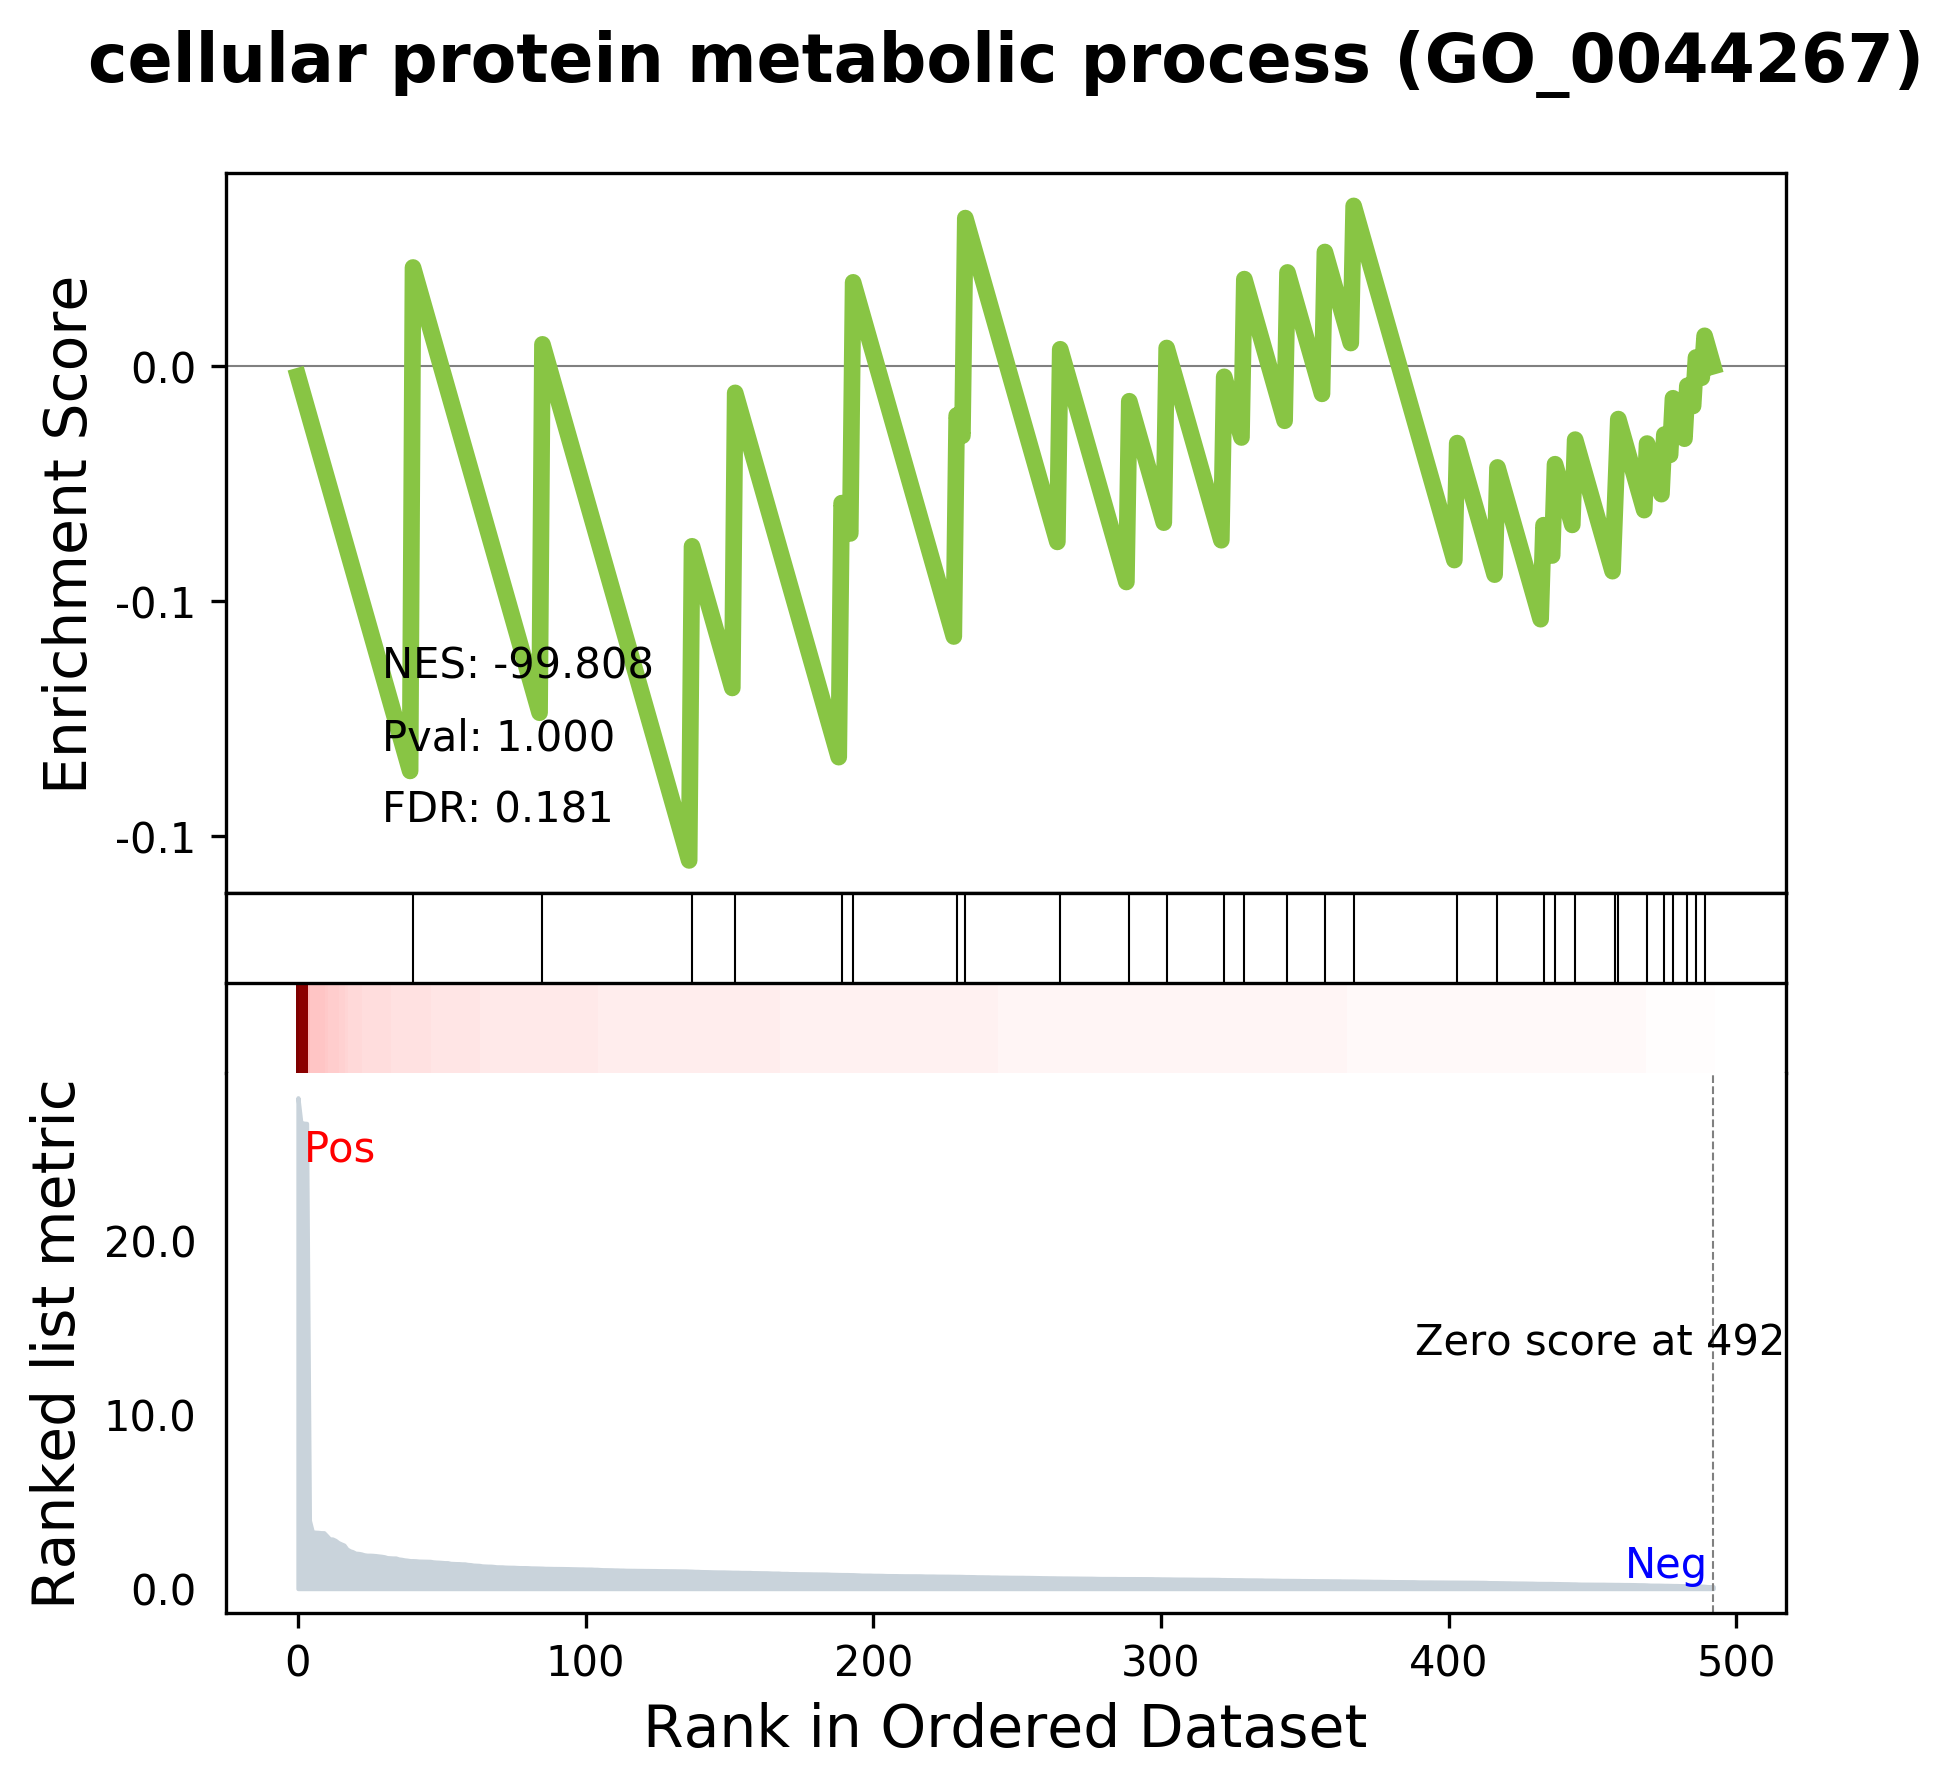 cellular protein metabolic process (GO_0044267)
Enrichment Score
0.0
-0.1
-0.1
NES: -99.808
Pval: 1.000
FDR: 0.181
Ranked list metric
20.0
10.0
0.0
Pos
Zero score at 492
Neg
0 100 200 300 400 500
Rank in Ordered Dataset